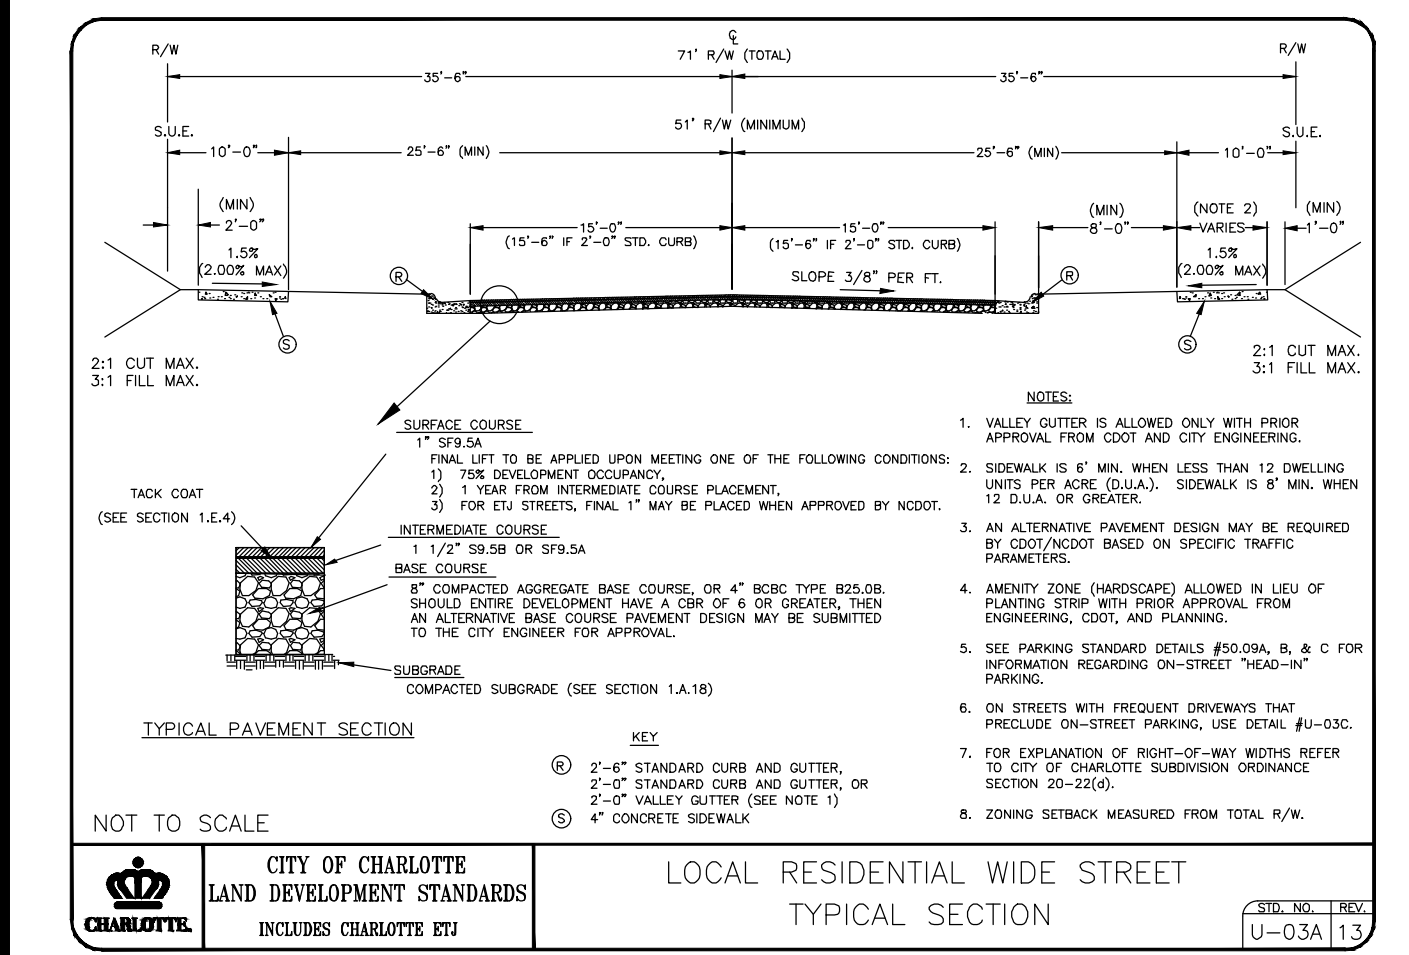 ℄
R/W
71' R/W (TOTAL)
R/W
35'-6"
35'-6"
S.U.E.
51' R/W (MINIMUM)
S.U.E.
10'-0"
25'-6" (MIN)
25'-6" (MIN)
10'-0"
(MIN)
2'-0"
15'-0"
(15'-6" IF 2'-0" STD. CURB)
15'-0"
(15'-6" IF 2'-0" STD. CURB)
(MIN)
8'-0"
(NOTE 2)
VARIES
(MIN)
1'-0"
1.5%
(2.00% MAX)
R
SLOPE 3/8" PER FT.
R
1.5%
(2.00% MAX)
S
S
2:1 CUT MAX.
3:1 FILL MAX.
2:1 CUT MAX.
3:1 FILL MAX.
SURFACE COURSE
1" SF9.5A
FINAL LIFT TO BE APPLIED UPON MEETING ONE OF THE FOLLOWING CONDITIONS:
1) 75% DEVELOPMENT OCCUPANCY,
2) 1 YEAR FROM INTERMEDIATE COURSE PLACEMENT,
3) FOR ETJ STREETS, FINAL 1" MAY BE PLACED WHEN APPROVED BY NCDOT.
TACK COAT
(SEE SECTION 1.E.4)
INTERMEDIATE COURSE
1 1/2" S9.5B OR SF9.5A
BASE COURSE
8" COMPACTED AGGREGATE BASE COURSE, OR 4" BCBC TYPE B25.0B.
SHOULD ENTIRE DEVELOPMENT HAVE A CBR OF 6 OR GREATER, THEN
AN ALTERNATIVE BASE COURSE PAVEMENT DESIGN MAY BE SUBMITTED
TO THE CITY ENGINEER FOR APPROVAL.
SUBGRADE
COMPACTED SUBGRADE (SEE SECTION 1.A.18)
TYPICAL PAVEMENT SECTION
KEY
R 2'-6" STANDARD CURB AND GUTTER,
2'-0" STANDARD CURB AND GUTTER, OR
2'-0" VALLEY GUTTER (SEE NOTE 1)
S 4" CONCRETE SIDEWALK
NOTES:
1. VALLEY GUTTER IS ALLOWED ONLY WITH PRIOR
APPROVAL FROM CDOT AND CITY ENGINEERING.
2. SIDEWALK IS 6' MIN. WHEN LESS THAN 12 DWELLING
UNITS PER ACRE (D.U.A.). SIDEWALK IS 8' MIN. WHEN
12 D.U.A. OR GREATER.
3. AN ALTERNATIVE PAVEMENT DESIGN MAY BE REQUIRED
BY CDOT/NCDOT BASED ON SPECIFIC TRAFFIC
PARAMETERS.
4. AMENITY ZONE (HARDSCAPE) ALLOWED IN LIEU OF
PLANTING STRIP WITH PRIOR APPROVAL FROM
ENGINEERING, CDOT, AND PLANNING.
5. SEE PARKING STANDARD DETAILS #50.09A, B, & C FOR
INFORMATION REGARDING ON-STREET "HEAD-IN"
PARKING.
6. ON STREETS WITH FREQUENT DRIVEWAYS THAT
PRECLUDE ON-STREET PARKING, USE DETAIL #U-03C.
7. FOR EXPLANATION OF RIGHT-OF-WAY WIDTHS REFER
TO CITY OF CHARLOTTE SUBDIVISION ORDINANCE
SECTION 20-22(d).
8. ZONING SETBACK MEASURED FROM TOTAL R/W.
NOT TO SCALE
CHARLOTTE.
CITY OF CHARLOTTE
LAND DEVELOPMENT STANDARDS
INCLUDES CHARLOTTE ETJ
LOCAL RESIDENTIAL WIDE STREET
TYPICAL SECTION
STD. NO. REV.
U-03A 13